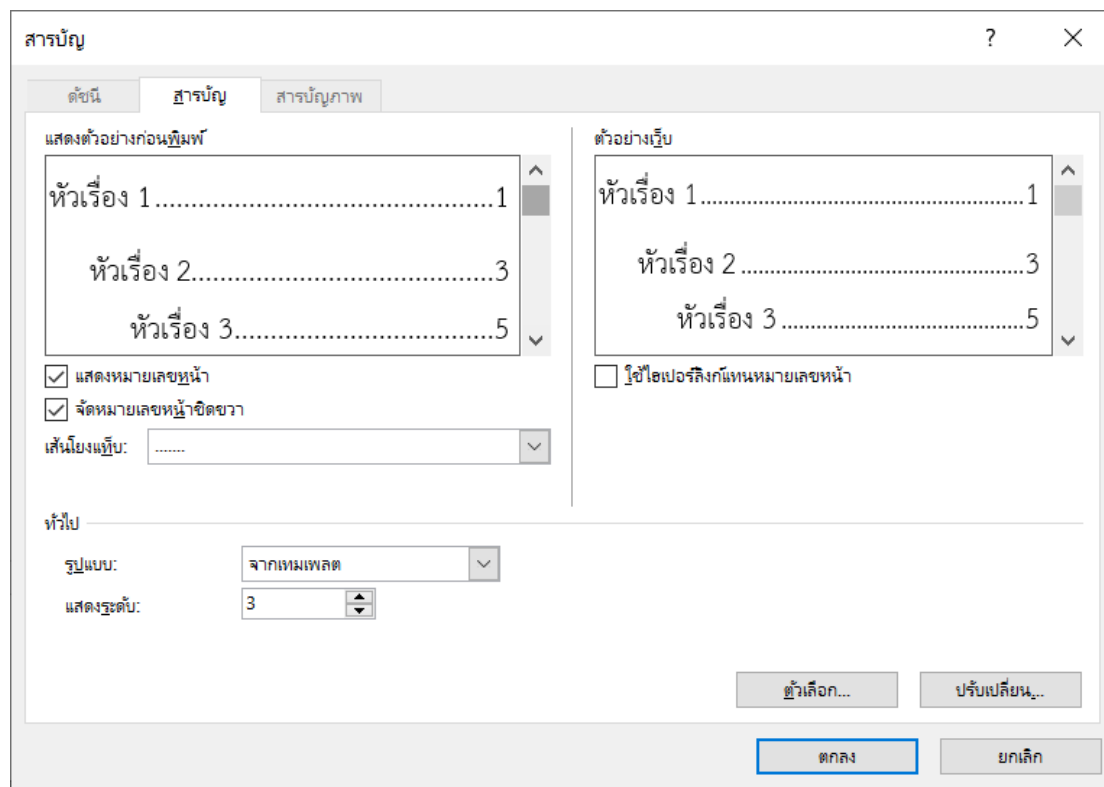 สารบัญ ?
ดัชนี สารบัญ สารบัญภาพ
แสดงตัวอย่างก่อนพิมพ์
หัวเรื่อง 1...............................................1
หัวเรื่อง 2.........................................3
หัวเรื่อง 3...................................5
แสดงหมายเลขหน้า
จัดหมายเลขหน้าชิดขวา
เส้นโยงแท็บ: .......
ตัวอย่างเว็บ
หัวเรื่อง 1...............................................1
หัวเรื่อง 2.........................................3
หัวเรื่อง 3...................................5
ใช้ไฮเปอร์ลิงก์แทนหมายเลขหน้า
ทั่วไป
รูปแบบ: จากเทมเพลต
แสดงระดับ: 3
ตัวเลือก... ปรับเปลี่ยน...
ตกลง ยกเลิก